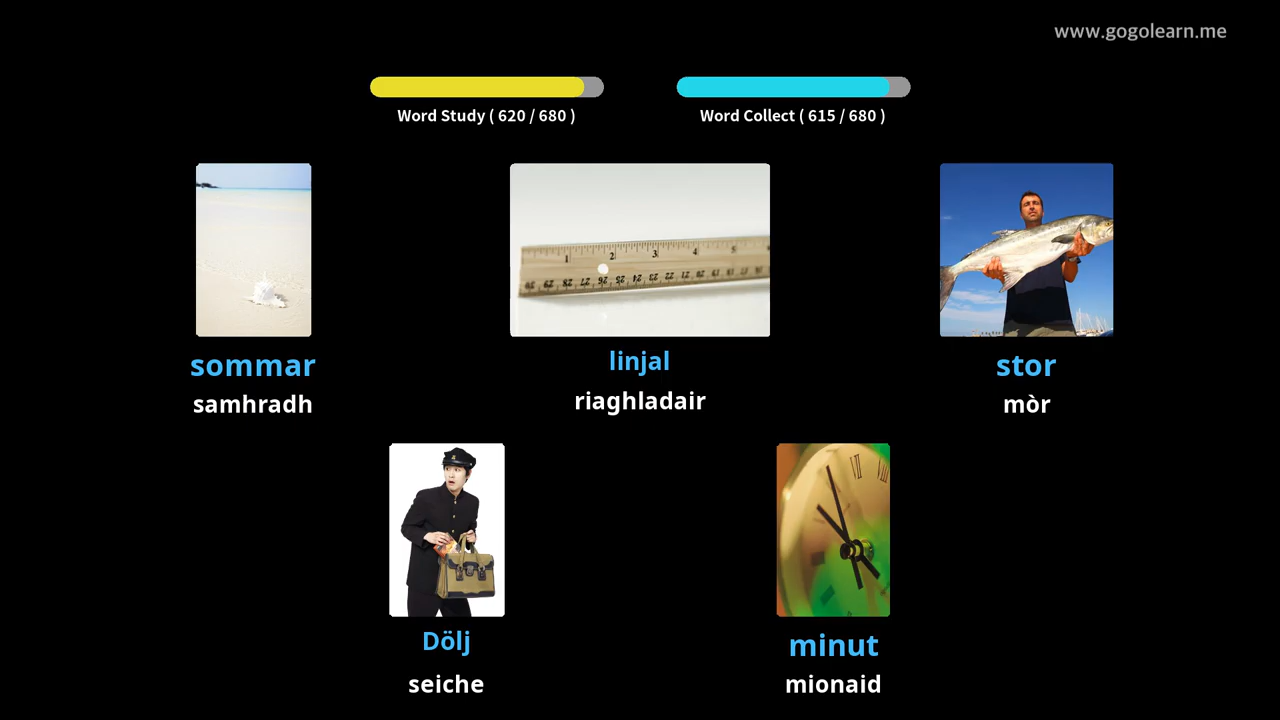 www.gogolearn.me
Word Study ( 620 / 680 )
Word Collect ( 615 / 680 )
sommar
samhradh
linjal
riaghladair
stor
mòr
Dölj
seiche
minut
mionaid